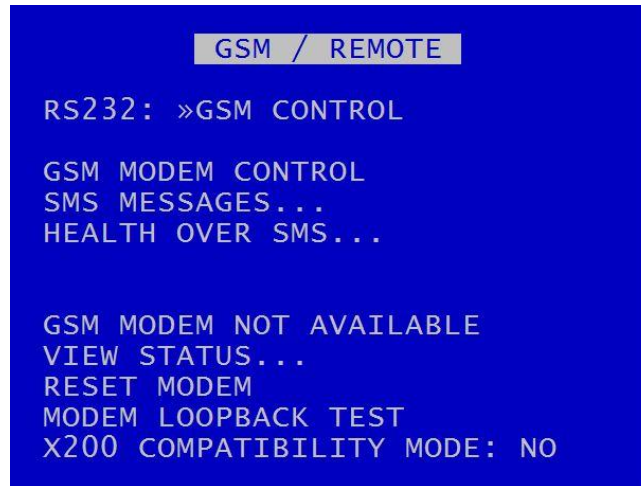 GSM / REMOTE
RS232: »GSM CONTROL
GSM MODEM CONTROL
SMS MESSAGES...
HEALTH OVER SMS...
GSM MODEM NOT AVAILABLE
VIEW STATUS...
RESET MODEM
MODEM LOOPBACK TEST
X200 COMPATIBILITY MODE: NO